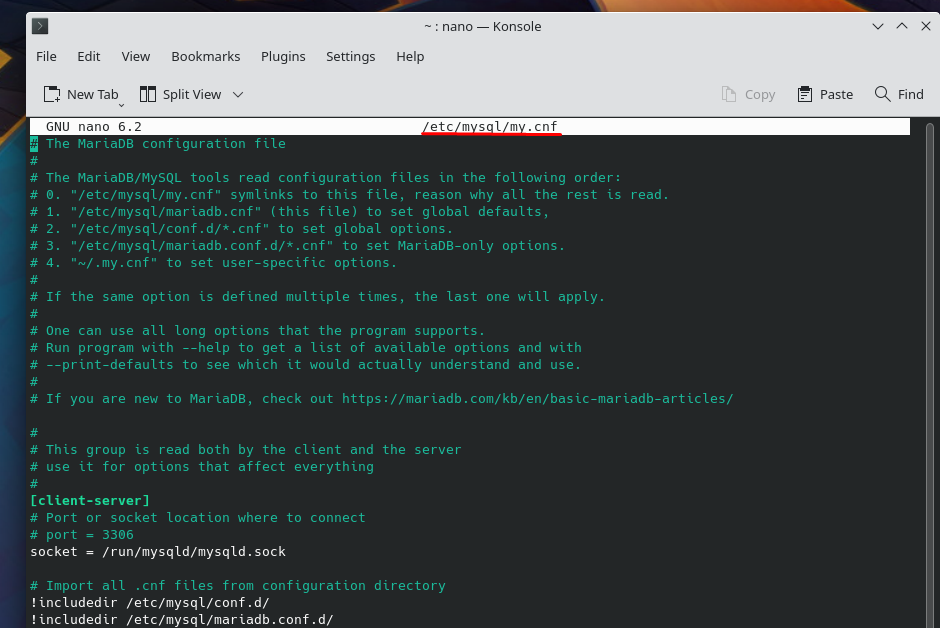 ~ : nano — Konsole
File Edit View Bookmarks Plugins Settings Help
New Tab Split View Copy Paste Find
GNU nano 6.2 /etc/mysql/my.cnf
# The MariaDB configuration file
#
# The MariaDB/MySQL tools read configuration files in the following order:
# 0. "/etc/mysql/my.cnf" symlinks to this file, reason why all the rest is read.
# 1. "/etc/mysql/mariadb.cnf" (this file) to set global defaults,
# 2. "/etc/mysql/conf.d/*.cnf" to set global options.
# 3. "/etc/mysql/mariadb.conf.d/*.cnf" to set MariaDB-only options.
# 4. "~/.my.cnf" to set user-specific options.
#
# If the same option is defined multiple times, the last one will apply.
#
# One can use all long options that the program supports.
# Run program with --help to get a list of available options and with
# --print-defaults to see which it would actually understand and use.
#
# If you are new to MariaDB, check out https://mariadb.com/kb/en/basic-mariadb-articles/
#
# This group is read both by the client and the server
# use it for options that affect everything
#
[client-server]
# Port or socket location where to connect
# port = 3306
socket = /run/mysqld/mysqld.sock
# Import all .cnf files from configuration directory
!includedir /etc/mysql/conf.d/
!includedir /etc/mysql/mariadb.conf.d/